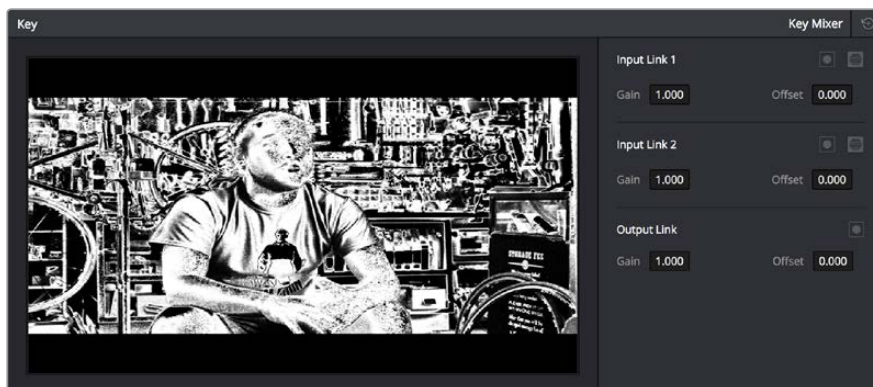 Key
Key Mixer
STORAGE FEE
Input Link 1
Gain 1.000 Offset 0.000
Input Link 2
Gain 1.000 Offset 0.000
Output Link
Gain 1.000 Offset 0.000